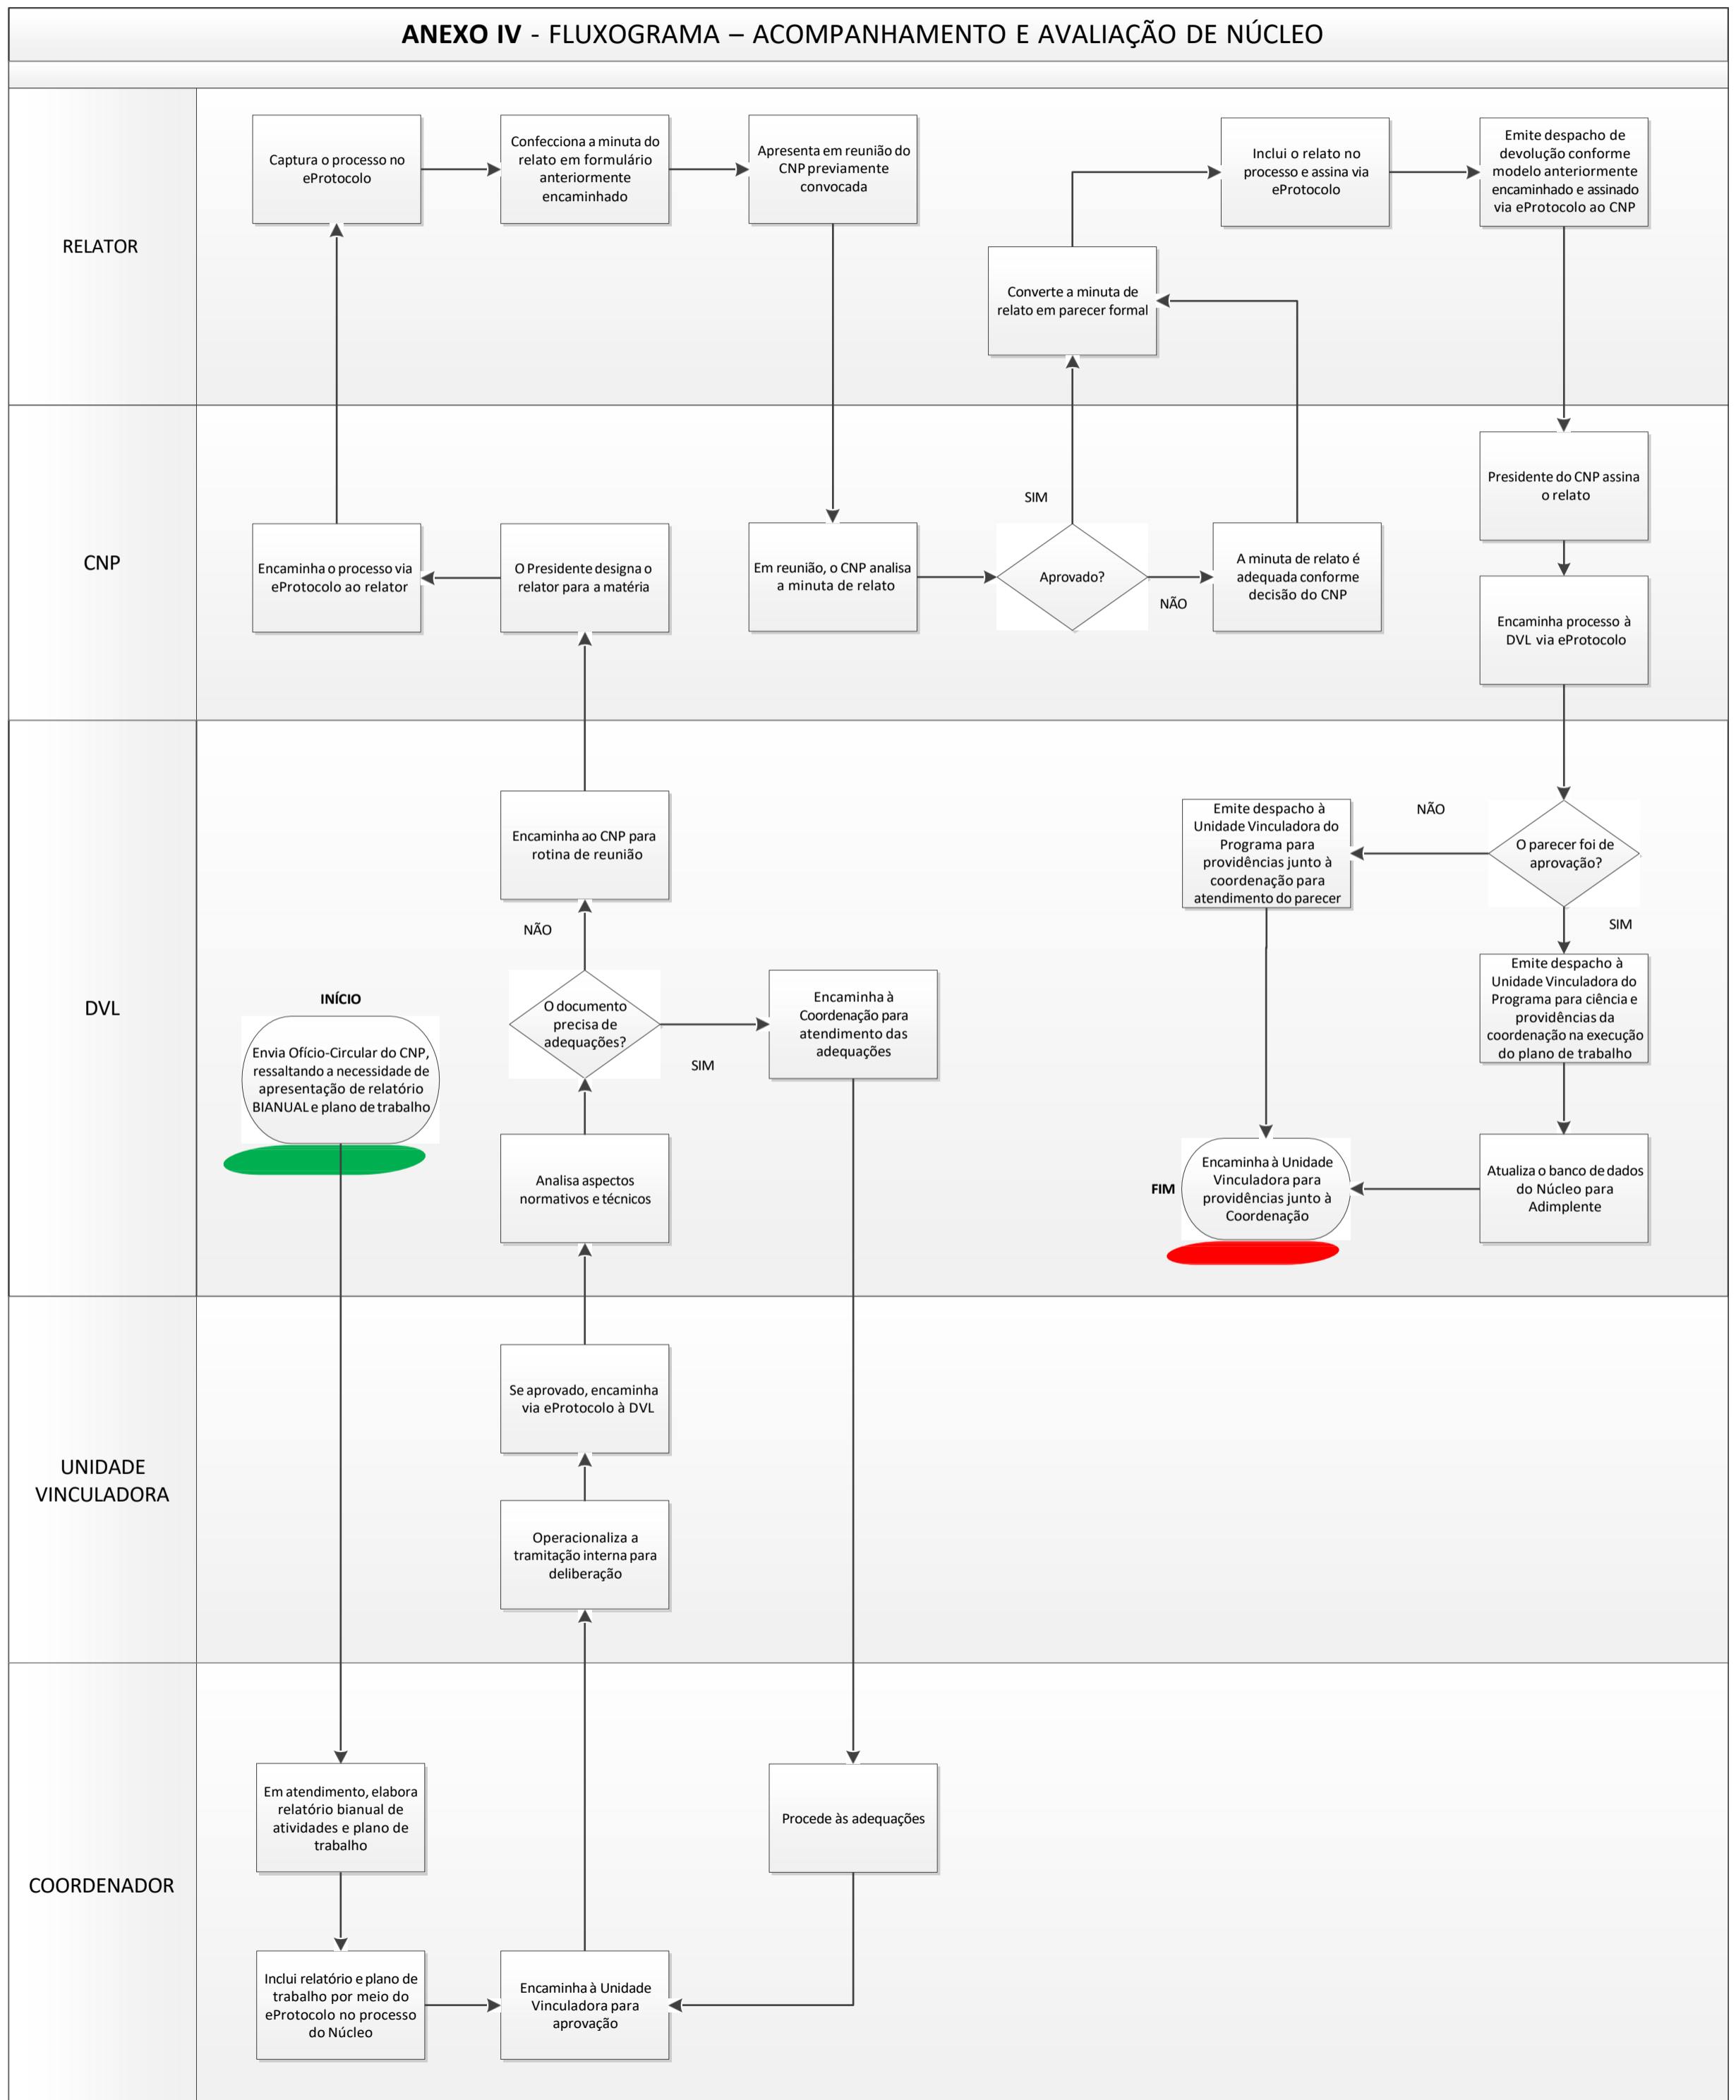 ANEXO IV - FLUXOGRAMA – ACOMPANHAMENTO E AVALIAÇÃO DE NÚCLEO
RELATOR
Captura o processo no
eProtocolo
Confecciona a minuta do
relato em formulário
anteriormente
encaminhado
Apresenta em reunião do
CNP previamente
convocada
Converte a minuta de
relato em parecer formal
Inclui o relato no
processo e assina via
eProtocolo
Emite despacho de
devolução conforme
modelo anteriormente
encaminhado e assinado
via eProtocolo ao CNP
CNP
Encaminha o processo via
eProtocolo ao relator
O Presidente designa o
relator para a matéria
Em reunião, o CNP analisa
a minuta de relato
SIM
Aprovado?
NÃO
A minuta de relato é
adequada conforme
decisão do CNP
Presidente do CNP assina
o relato
Encaminha processo à
DVL via eProtocolo
DVL
INÍCIO
Envia Ofício-Circular do CNP,
ressaltando a necessidade de
apresentação de relatório
BIANUAL e plano de trabalho
Encaminha ao CNP para
rotina de reunião
NÃO
O documento
precisa de
adequações?
SIM
Encaminha à
Coordenação para
atendimento das
adequações
Analisa aspectos
normativos e técnicos
Emite despacho à
Unidade Vinculadora do
Programa para
providências junto à
coordenação para
atendimento do parecer
NÃO
O parecer foi de
aprovação?
SIM
Emite despacho à
Unidade Vinculadora do
Programa para ciência e
providências da
coordenação na execução
do plano de trabalho
FIM
Encaminha à Unidade
Vinculadora para
providências junto à
Coordenação
Atualiza o banco de dados
do Núcleo para
Adimplente
UNIDADE
VINCULADORA
Se aprovado, encaminha
via eProtocolo à DVL
Operacionaliza a
tramitação interna para
deliberação
COORDENADOR
Em atendimento, elabora
relatório bianual de
atividades e plano de
trabalho
Procede às adequações
Inclui relatório e plano de
trabalho por meio do
eProtocolo no processo
do Núcleo
Encaminha à Unidade
Vinculadora para
aprovação